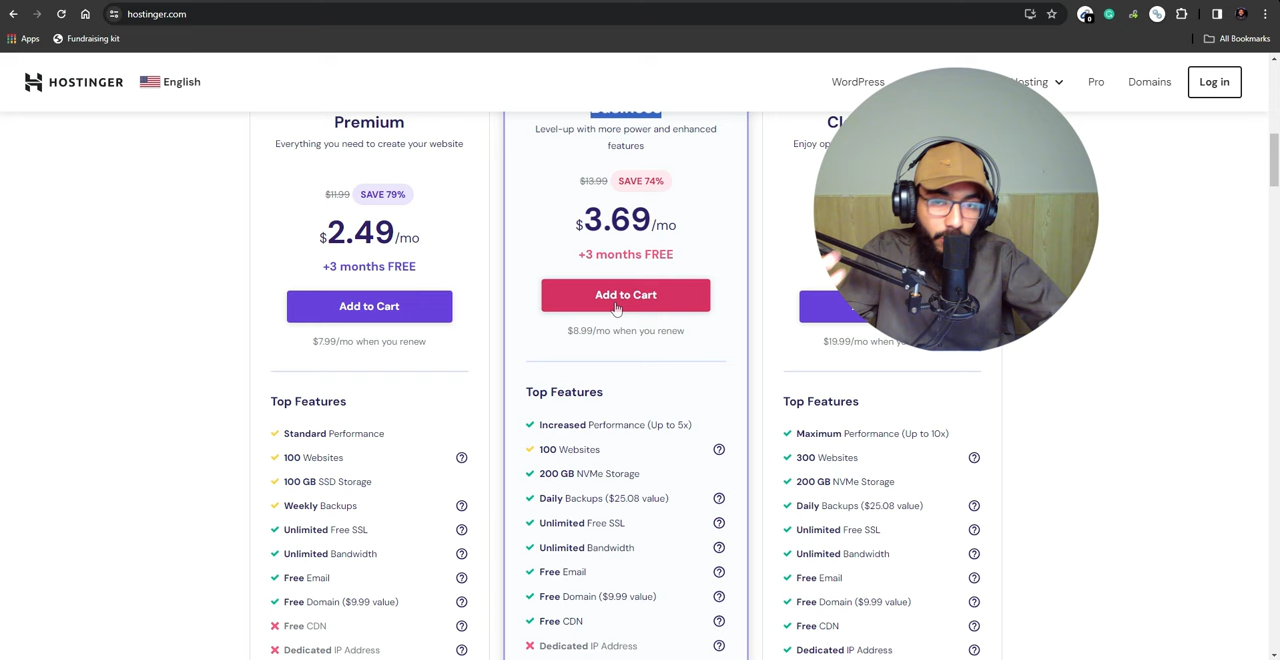 hostinger.com
0
Apps
Fundraising kit
All Bookmarks
HOSTINGER
English
WordPress
Hosting
Pro
Domains
Log in
Premium
Everything you need to create your website
$11.99 SAVE 79%
$2.49/mo
+3 months FREE
Add to Cart
$7.99/mo when you renew
Top Features
Standard Performance
100 Websites
100 GB SSD Storage
Weekly Backups
Unlimited Free SSL
Unlimited Bandwidth
Free Email
Free Domain ($9.99 value)
Free CDN
Dedicated IP Address
Level-up with more power and enhanced
features
$13.99 SAVE 74%
$3.69/mo
+3 months FREE
Add to Cart
$8.99/mo when you renew
Top Features
Increased Performance (Up to 5x)
100 Websites
200 GB NVMe Storage
Daily Backups ($25.08 value)
Unlimited Free SSL
Unlimited Bandwidth
Free Email
Free Domain ($9.99 value)
Free CDN
Dedicated IP Address
Enjoy
$19.99/mo when
Top Features
Maximum Performance (Up to 10x)
300 Websites
200 GB NVMe Storage
Daily Backups ($25.08 value)
Unlimited Free SSL
Unlimited Bandwidth
Free Email
Free Domain ($9.99 value)
Free CDN
Dedicated IP Address